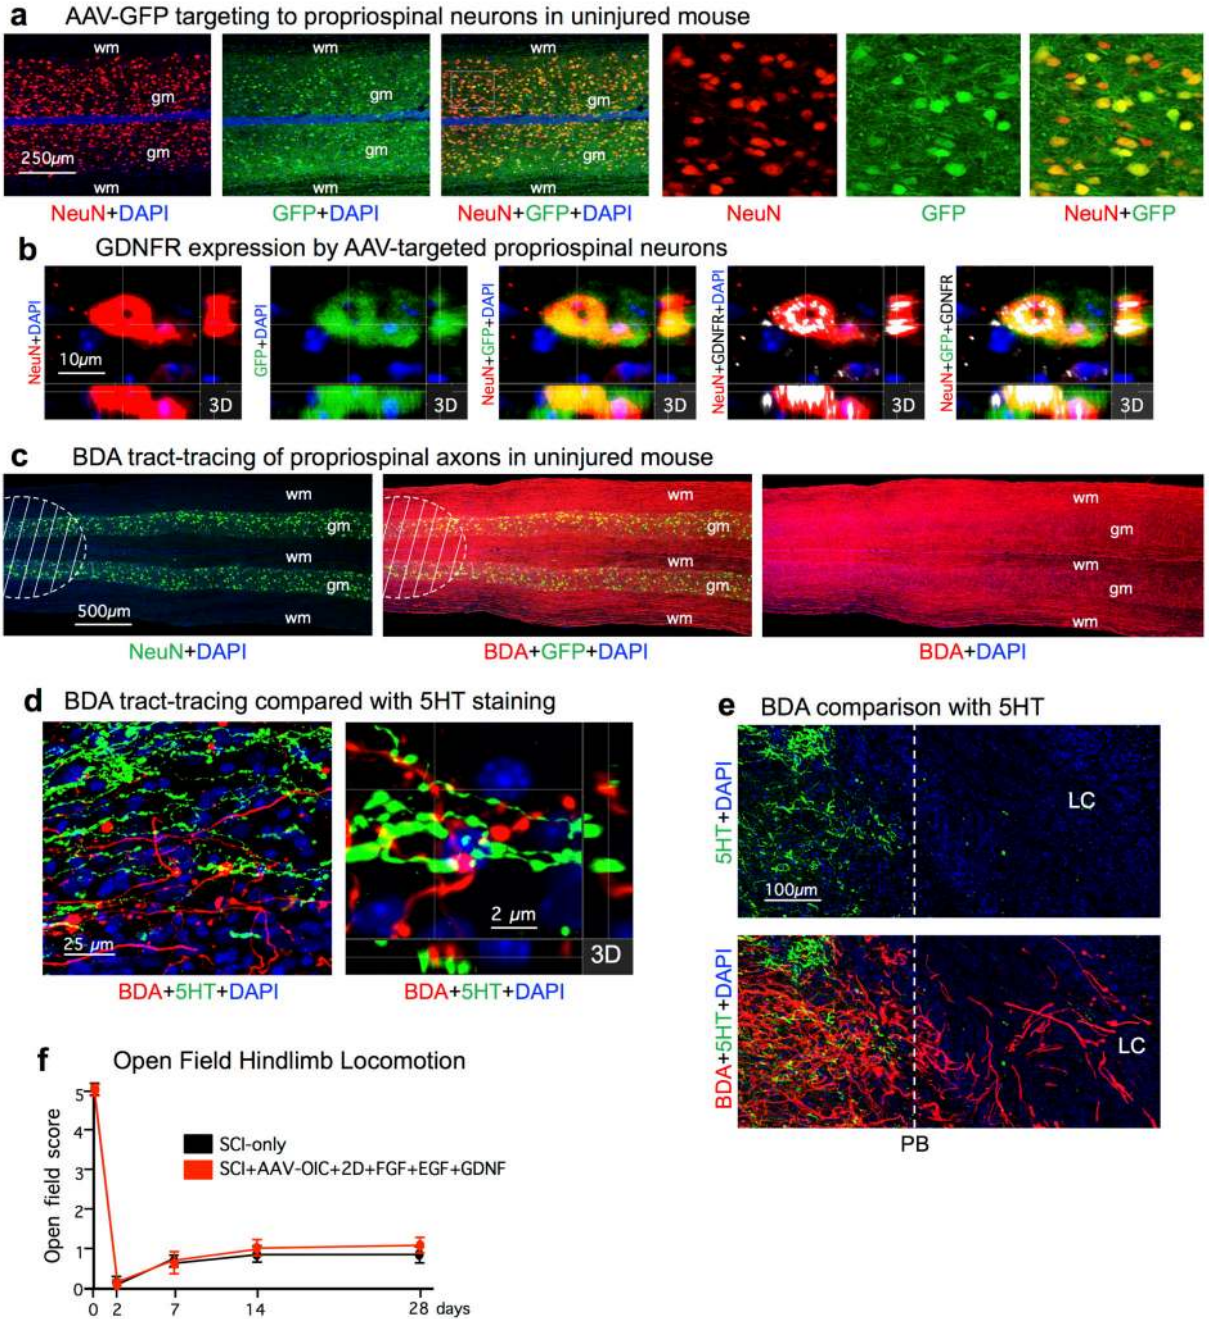 a AAV-GFP targeting to propriospinal neurons in uninjured mouse
wm wm wm
gm gm gm
gm gm gm
250µm
wm wm wm
NeuN+DAPI GFP+DAPI NeuN+GFP+DAPI NeuN GFP NeuN+GFP
b GDNFR expression by AAV-targeted propriospinal neurons
NeuN+DAPI
GFP+DAPI
NeuN+GFP+DAPI
NeuN+GDNFR+DAPI
NeuN+GFP+GDNFR
10µm
3D 3D 3D 3D
c BDA tract-tracing of propriospinal axons in uninjured mouse
wm wm wm
gm gm gm
wm wm wm
gm gm gm
500µm
wm wm wm
NeuN+DAPI BDA+GFP+DAPI BDA+DAPI
d BDA tract-tracing compared with 5HT staining
25 µm
2 µm
3D
BDA+5HT+DAPI BDA+5HT+DAPI
e BDA comparison with 5HT
5HT+DAPI
LC
100µm
BDA+5HT+DAPI
LC
PB
f Open Field Hindlimb Locomotion
Open field score
5
4
3
2
1
0
SCI-only
SCI+AAV-OIC+2D+FGF+EGF+GDNF
0 2 7 14 28 days